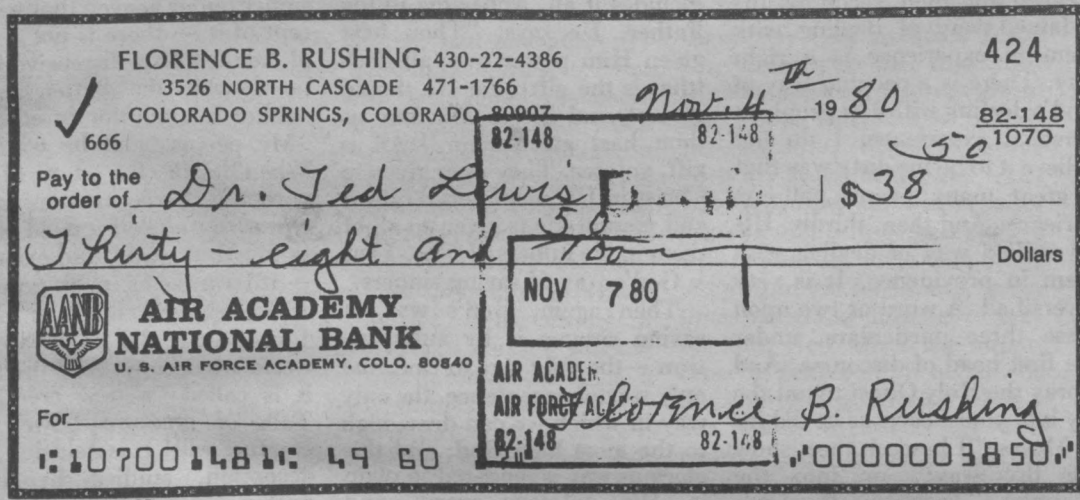 424
FLORENCE B. RUSHING 430-22-4386
3526 NORTH CASCADE 471-1766
COLORADO SPRINGS, COLORADO 80907
666
Nov. 4th 1980
82-148
1070
82-148 82-148
Pay to the order of Dr. Ted Lewis $38 50
Thirty-eight and 50/100 Dollars
NOV 7 80
AANB
AIR ACADEMY
NATIONAL BANK
U. S. AIR FORCE ACADEMY, COLO. 80840
AIR ACADEM
AIR FORCE AC
For
Florence B. Rushing
82-148 82-148
107001481 49 60 0000003850